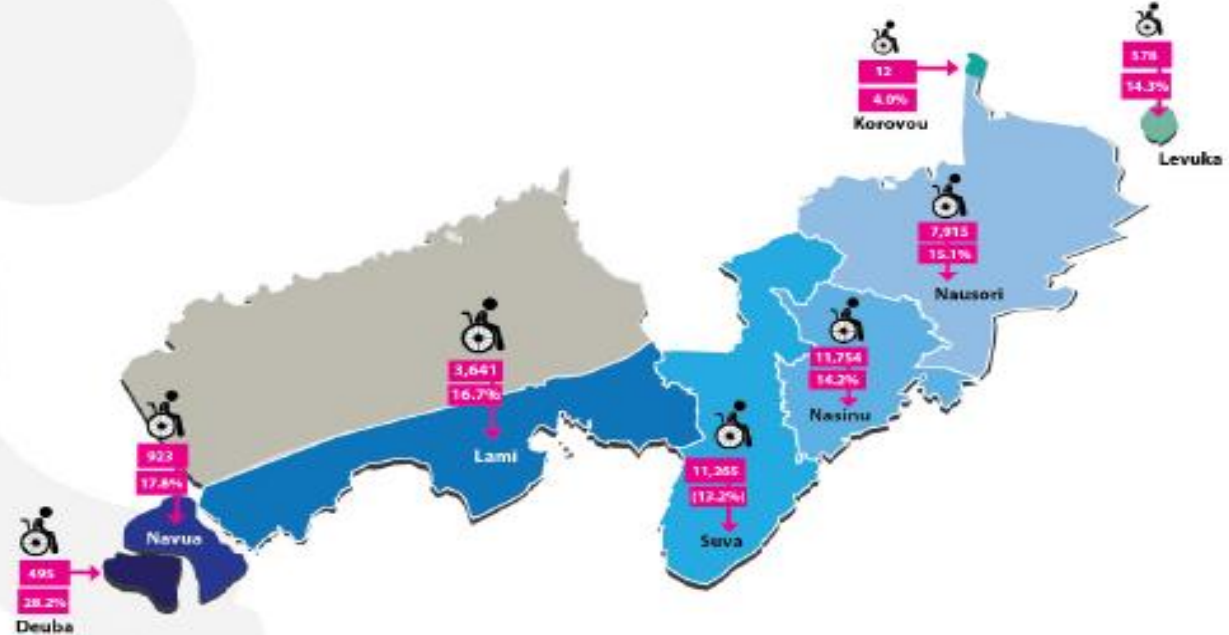 12
4.0%
Korovou
578
14.3%
Levuka
7,915
15.1%
Nausori
11,754
14.2%
Nasinu
3,641
16.7%
Lami
11,265
(13.2%)
Suva
923
17.8%
Navua
495
28.2%
Deuba